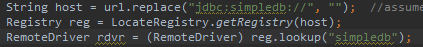 String host = url.replace("jdbc:simpledb://", "");  //assume
Registry reg = LocateRegistry.getRegistry(host);
RemoteDriver rdvr = (RemoteDriver) reg.lookup("simpledb");